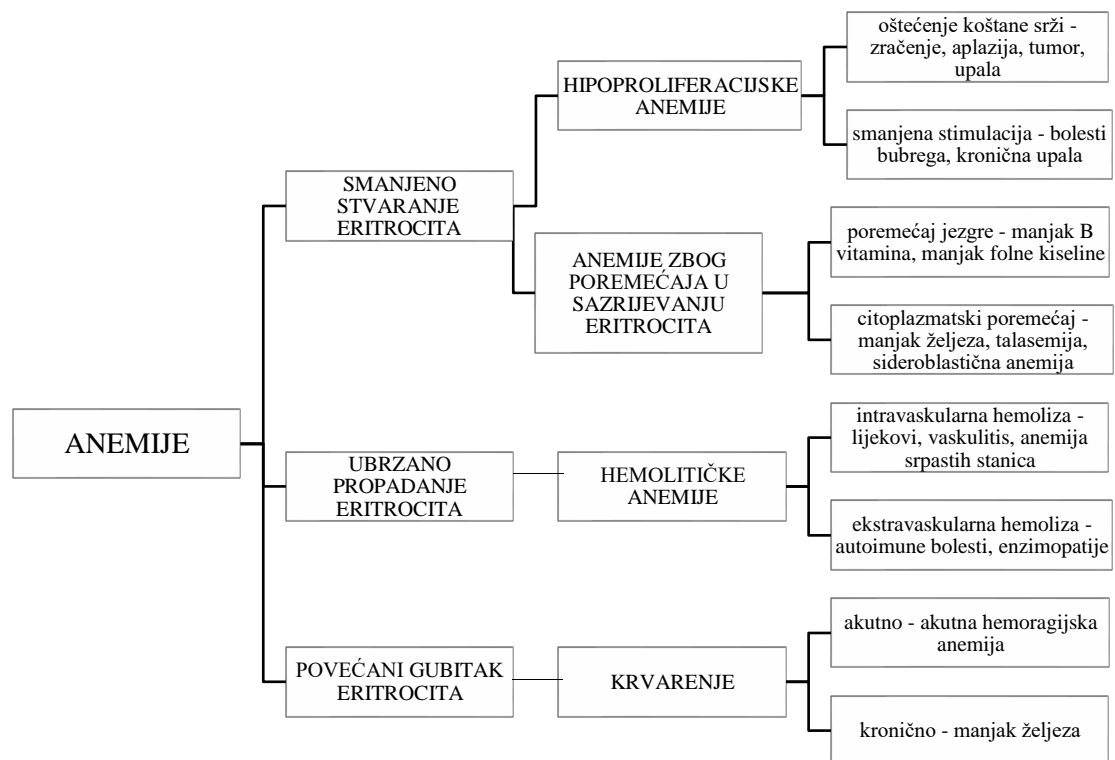 ANEMIJE
SMANJENO
STVARANJE
ERITROCITA
HIPOPROLIFERACIJSKE
ANEMIJE
oštećenje koštane srži -
zračenje, aplazija, tumor,
upala
smanjena stimulacija - bolesti
bubrega, kronična upala
ANEMIJE ZBOG
POREMEĆAJA U
SAZRIJEVANJU
ERITROCITA
poremećaj jezgre - manjak B
vitamina, manjak folne kiseline
citoplazmatski poremećaj -
manjak željeza, talasemija,
sideroblastična anemija
UBRZANO
PROPADANJE
ERITROCITA
HEMOLITIČKE
ANEMIJE
intravaskularna hemoliza -
lijekovi, vaskulitis, anemija
srpastih stanica
ekstravaskularna hemoliza -
autoimune bolesti, enzimopatije
POVEĆANI GUBITAK
ERITROCITA
KRVARENJE
akutno - akutna hemoragijska
anemija
kronično - manjak željeza